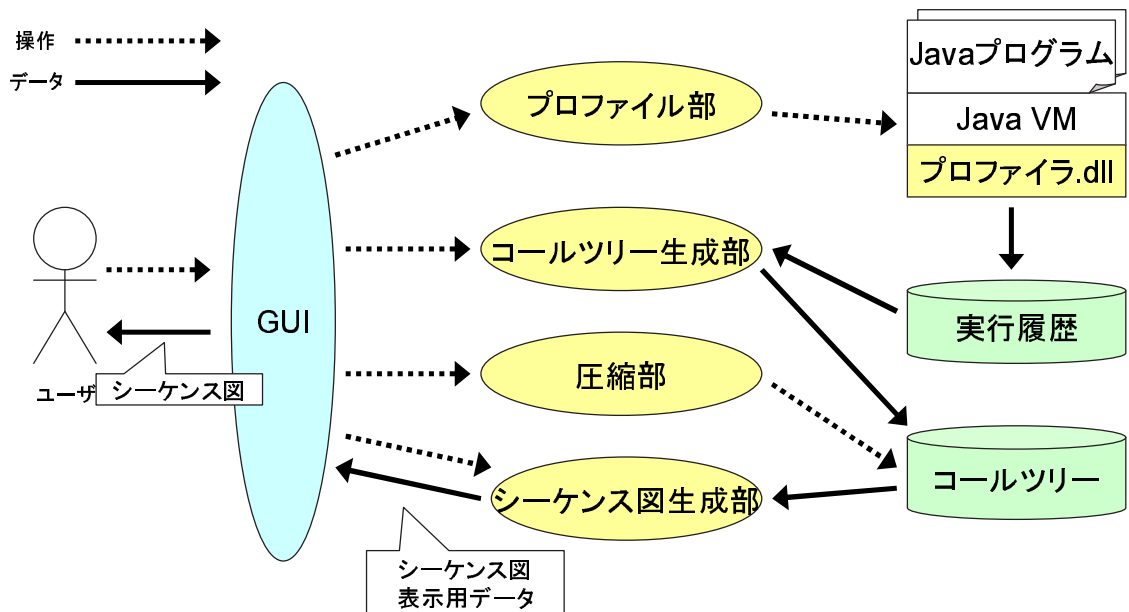 操作
データ
ユーザ
シーケンス図
GUI
プロファイル部
コールツリー生成部
圧縮部
シーケンス図生成部
シーケンス図
表示用データ
Javaプログラム
Java VM
プロファイラ.dll
実行履歴
コールツリー